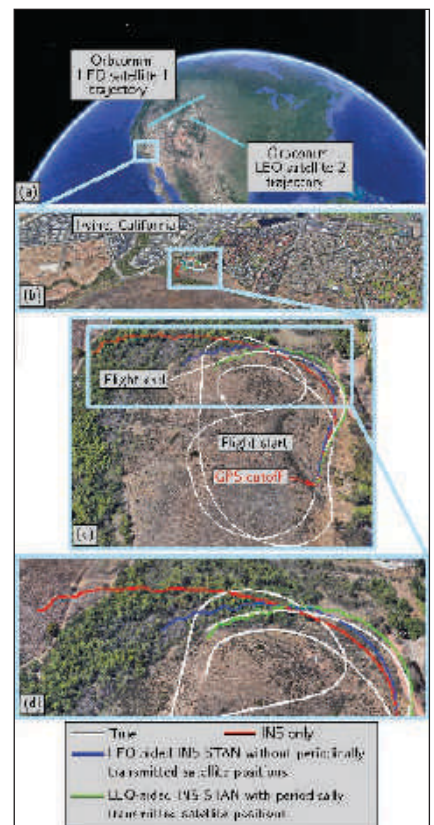 Orbcomm
LEO satellite 1
trajectory
Orbcomm
LEO satellite 2
trajectory
(a)
Irvine, California
(b)
Flight end
Flight start
GPS cutoff
(c)
(d)
True
INS only
LEO-aided INS STAN without periodically
transmitted satellite positions
LEO-aided INS STAN with periodically
transmitted satellite positions